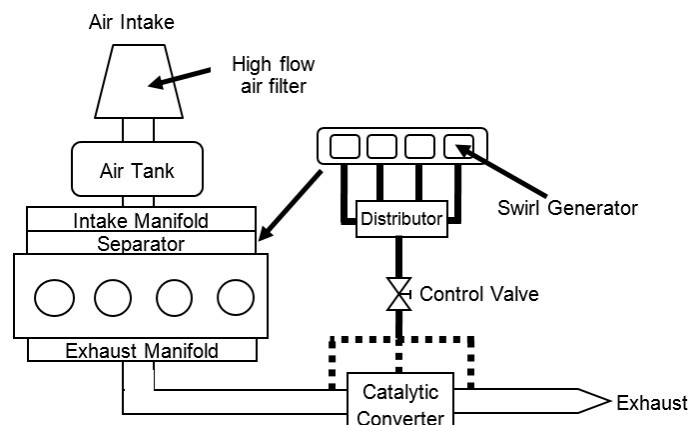 Air Intake
High flow
air filter
Air Tank
Intake Manifold
Separator
Distributor
Swirl Generator
Control Valve
Exhaust Manifold
Catalytic
Converter
Exhaust